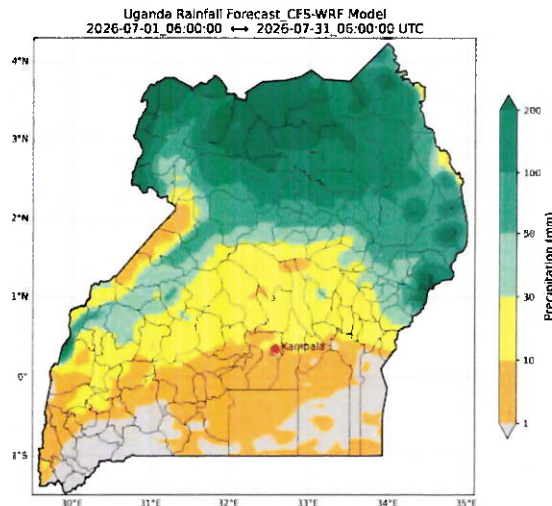 Uganda Rainfall Forecast_CFS-WRF Model
2026-07-01_06:00:00 ↔ 2026-07-31_06:00:00 UTC
4°N
3°N
2°N
1°N
0°
1°S
30°E
31°E
32°E
33°E
34°E
35°E
Kampala
200
100
50
30
10
1
Precipitation (mm)